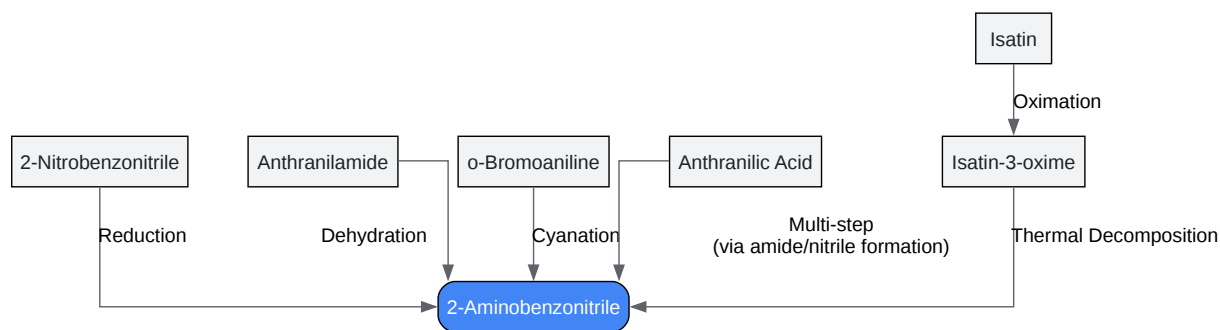 Isatin
Oximation
2-Nitrobenzonitrile
Anthranilamide
o-Bromoaniline
Anthranilic Acid
Isatin-3-oxime
Reduction
Dehydration
Cyanation
Multi-step
(via amide/nitrile formation)
Thermal Decomposition
2-Aminobenzonitrile